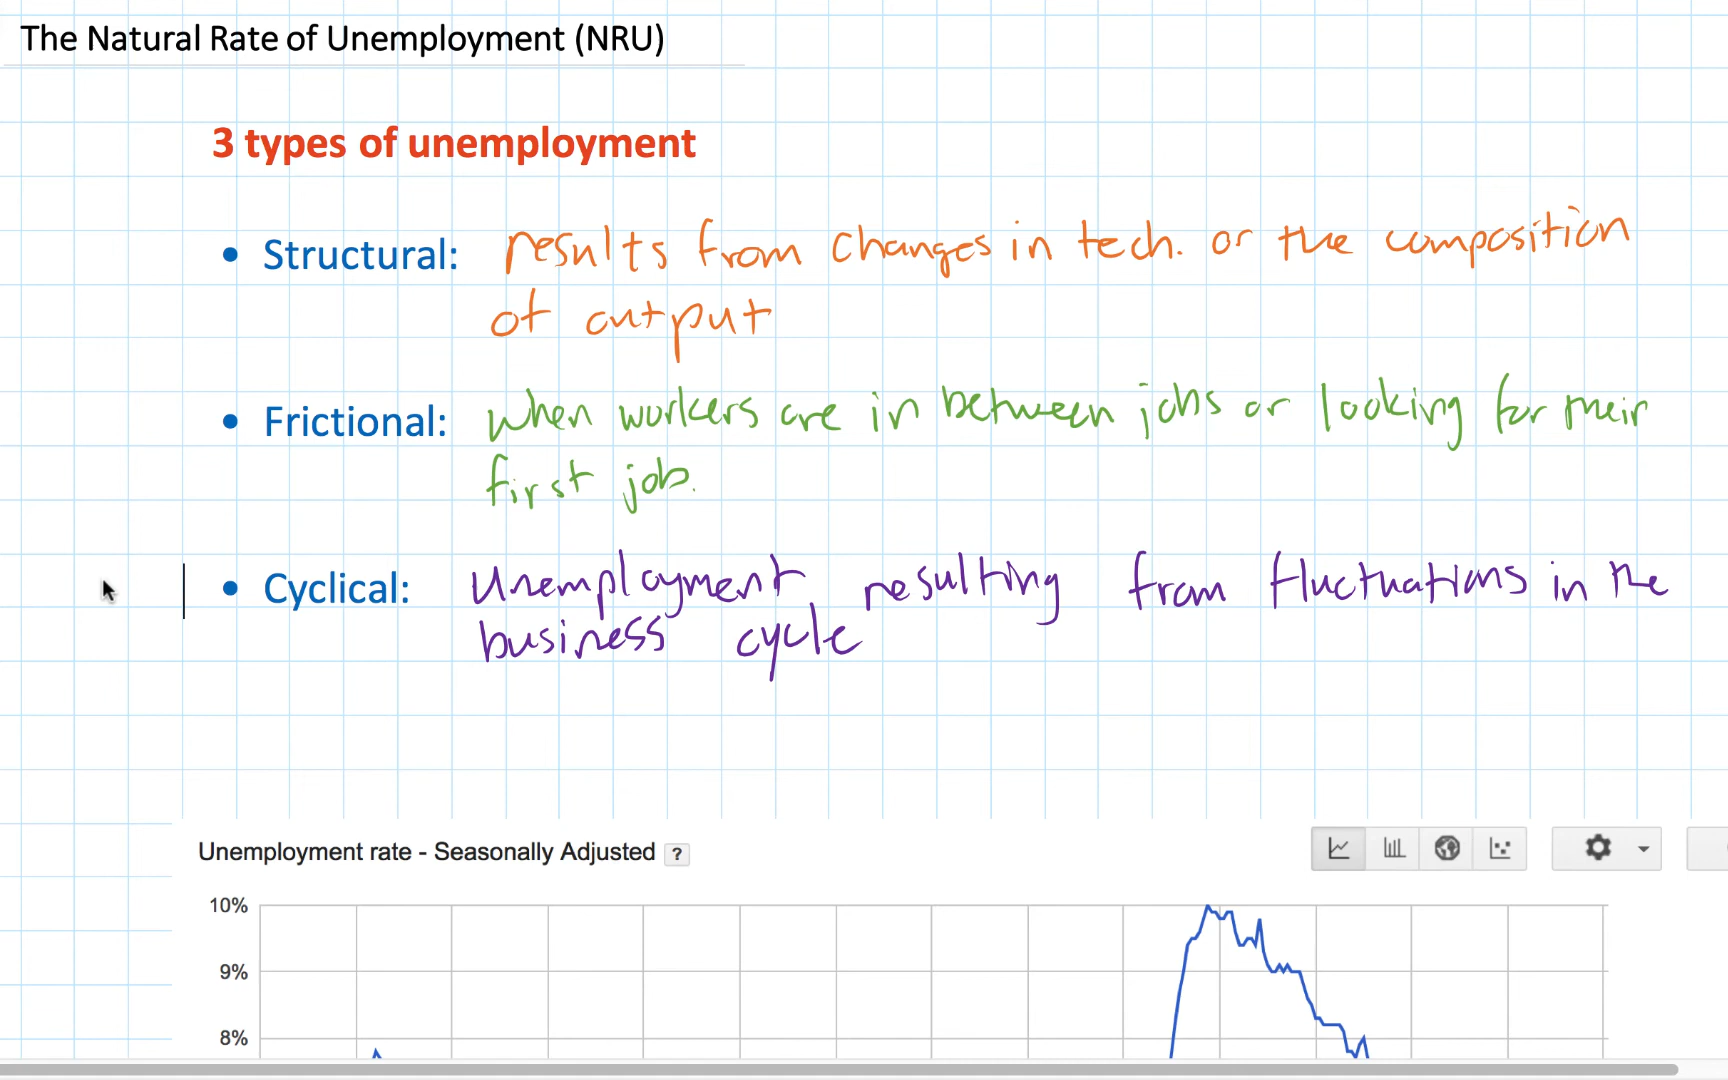 The Natural Rate of Unemployment (NRU)
3 types of unemployment
• Structural: results from changes in tech. or the composition
of output
• Frictional: when workers are in between jobs or looking for their
first job.
• Cyclical: Unemployment resulting from fluctuations in the
business cycle
Unemployment rate - Seasonally Adjusted ?
10%
9%
8%